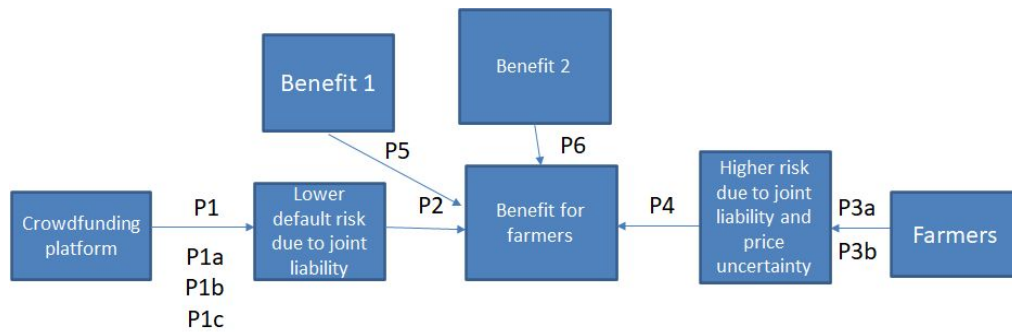 Benefit 1
Benefit 2
P5
P6
Crowdfunding
platform
P1
P1a
P1b
P1c
Lower
default risk
due to joint
liability
P2
Benefit for
farmers
P4
Higher risk
due to joint
liability and
price
uncertainty
P3a
P3b
Farmers